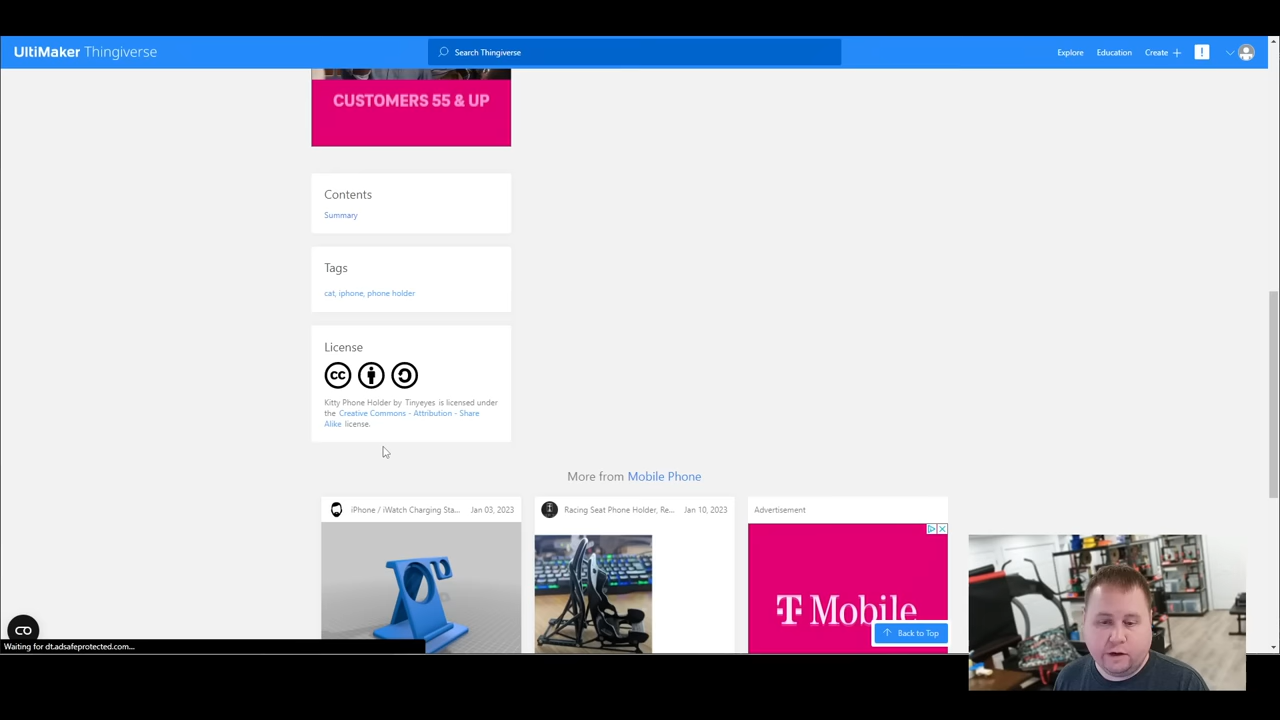 UltiMaker Thingiverse
Search Thingiverse
Explore
Education
Create
CUSTOMERS 55 & UP
Contents
Summary
Tags
cat, iphone, phone holder
License
cc
Kitty Phone Holder by Tinyeyes is licensed under
the Creative Commons - Attribution - Share
Alike license.
More from Mobile Phone
iPhone / iWatch Charging Sta... Jan 03, 2023
Racing Seat Phone Holder, Re... Jan 10, 2023
Advertisement
T Mobile
Back to Top
Waiting for dt.adsafeprotected.com...